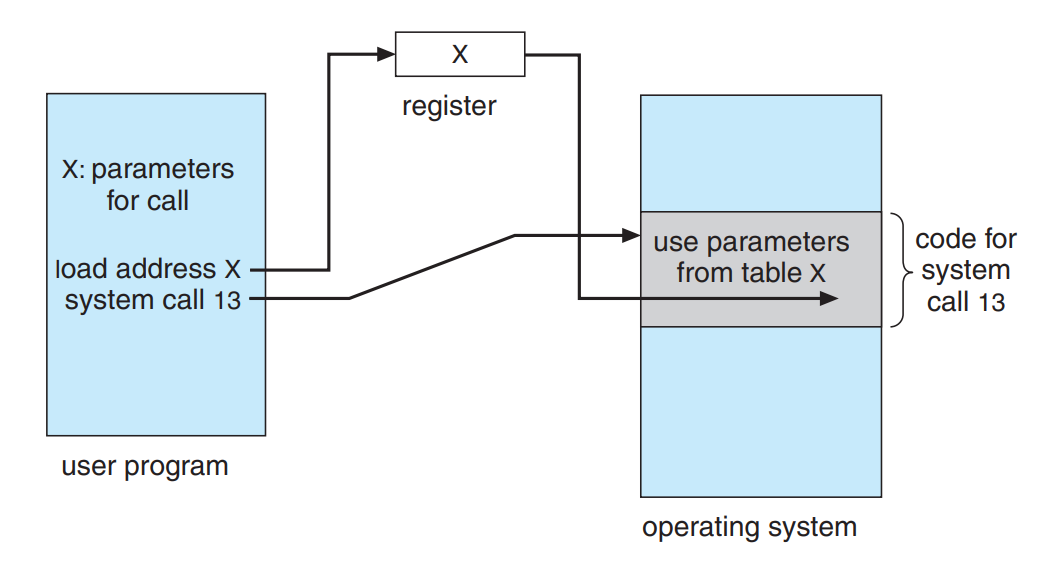 X
register
X: parameters
for call
load address X
system call 13
user program
use parameters
from table X
code for
system
call 13
operating system